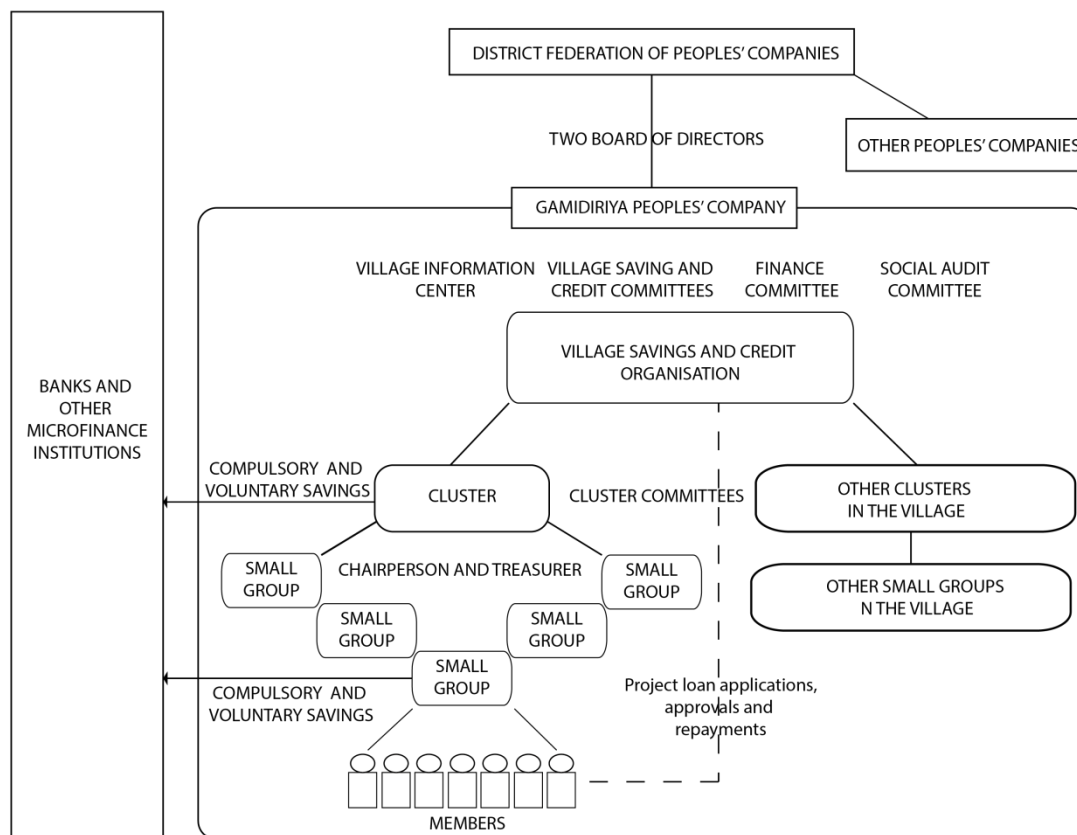 DISTRICT FEDERATION OF PEOPLES' COMPANIES
TWO BOARD OF DIRECTORS
OTHER PEOPLES' COMPANIES
GAMIDIRIYA PEOPLES' COMPANY
VILLAGE INFORMATION
CENTER
VILLAGE SAVING AND
CREDIT COMMITTEES
FINANCE
COMMITTEE
SOCIAL AUDIT
COMMITTEE
VILLAGE SAVINGS AND CREDIT
ORGANISATION
BANKS AND
OTHER
MICROFINANCE
INSTITUTIONS
COMPULSORY AND
VOLUNTARY SAVINGS
CLUSTER
CLUSTER COMMITTEES
OTHER CLUSTERS
IN THE VILLAGE
SMALL
GROUP
CHAIRPERSON AND TREASURER
SMALL
GROUP
OTHER SMALL GROUPS
N THE VILLAGE
SMALL
GROUP
SMALL
GROUP
SMALL
GROUP
COMPULSORY AND
VOLUNTARY SAVINGS
Project loan applications,
approvals and
repayments
MEMBERS